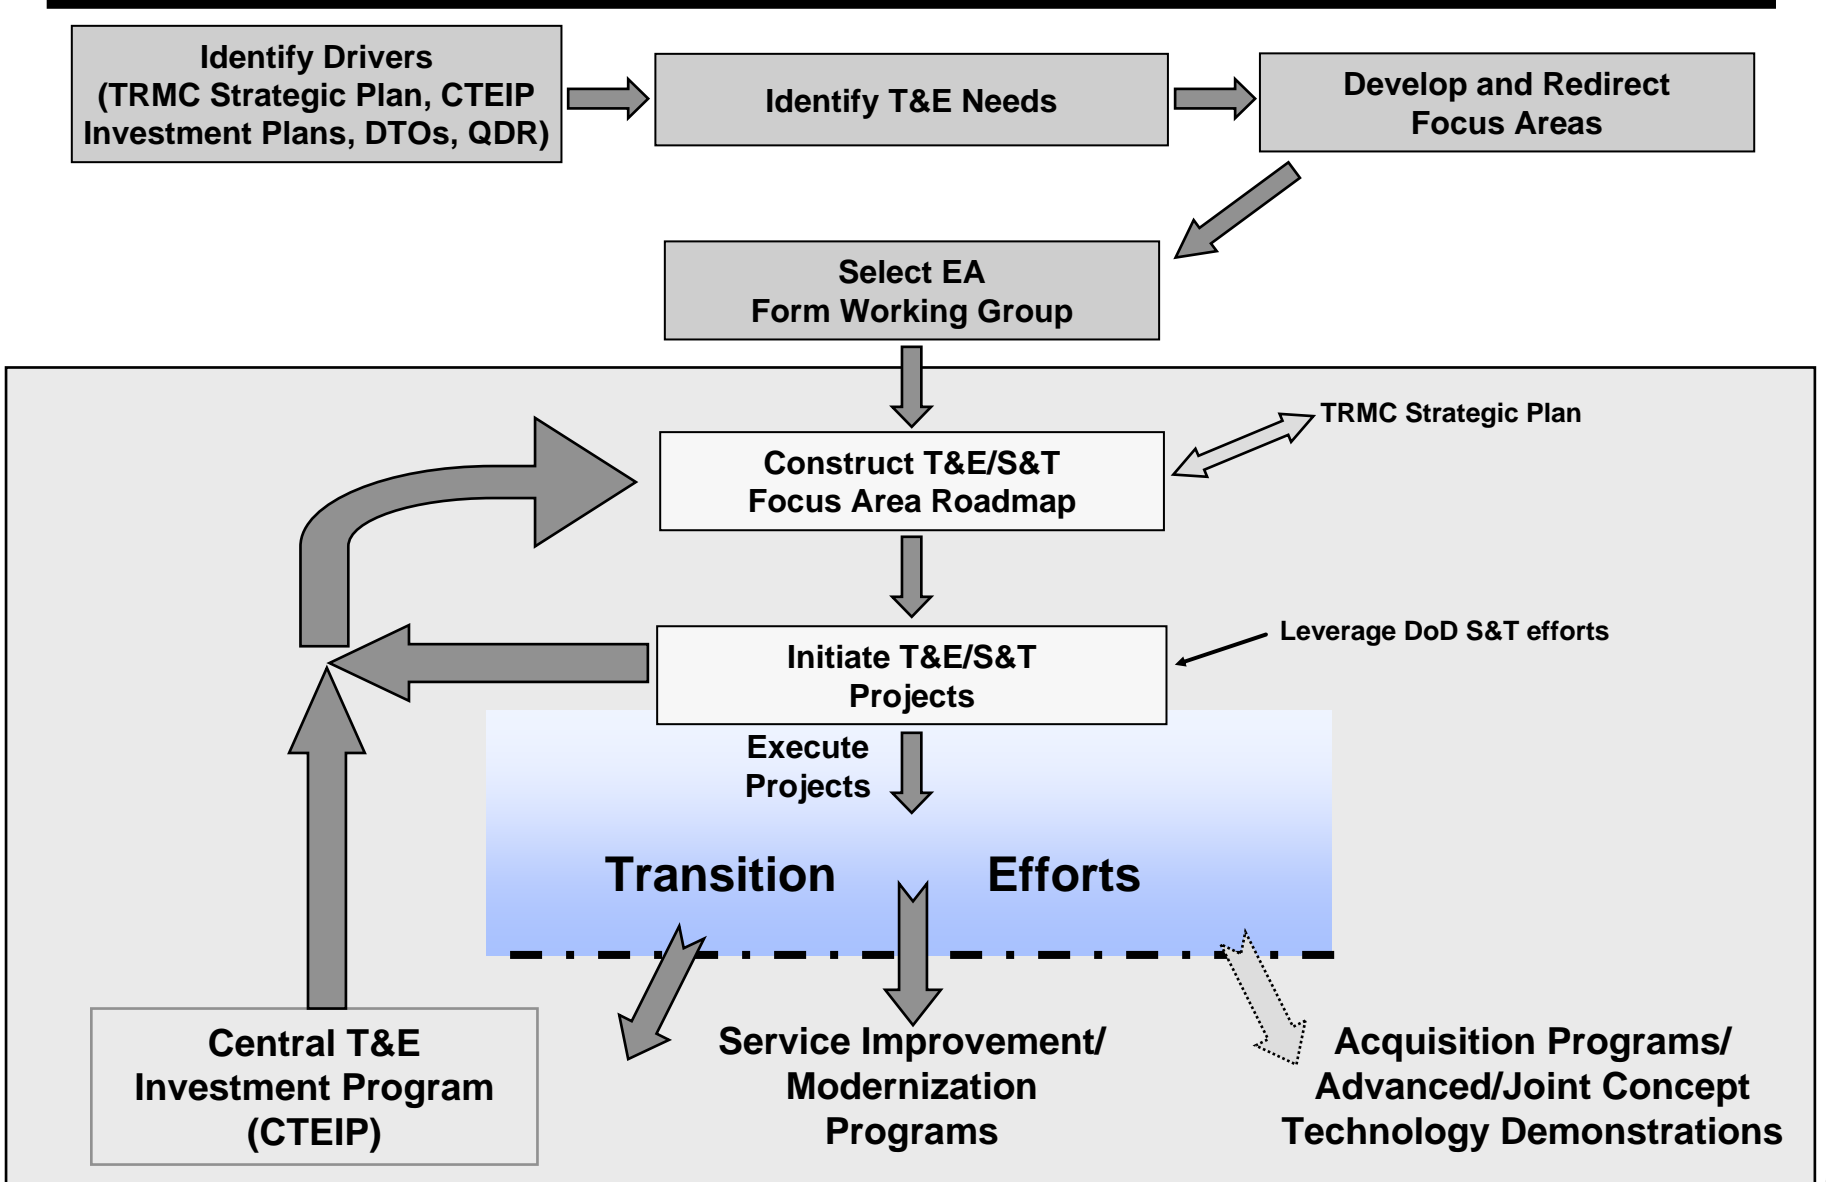 Identify Drivers
(TRMC Strategic Plan, CTEIP
Investment Plans, DTOs, QDR)
Identify T&E Needs
Develop and Redirect
Focus Areas
Select EA
Form Working Group
TRMC Strategic Plan
Construct T&E/S&T
Focus Area Roadmap
Leverage DoD S&T efforts
Initiate T&E/S&T
Projects
Execute
Projects
Transition Efforts
Central T&E
Investment Program
(CTEIP)
Service Improvement/
Modernization
Programs
Acquisition Programs/
Advanced/Joint Concept
Technology Demonstrations